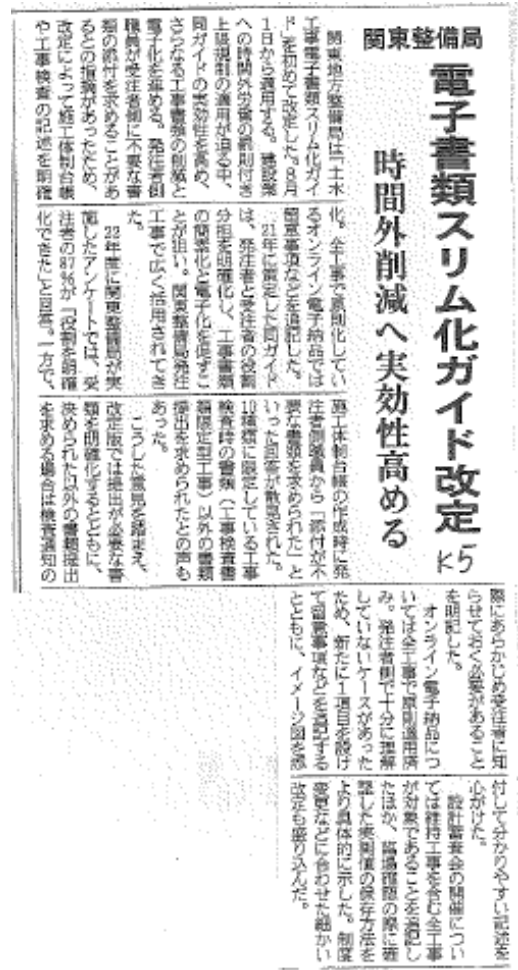 関東整備局
電子書類スリム化ガイド改定
時間外削減へ実効性高める
K5
関東地方整備局は「土木
工事電子書類スリム化ガイ
ド」を初めて改定した。8月
1日から適用する。建設業
への時間外労働の罰則付き
上限規制の適用が迫る中、
同ガイドの実効性を高め、
さらなる工事書類の削減と
電子化を進める。発注者側
職員が受注者側に不要な書
類の添付を求めることがあ
るとの指摘があったため、
改定によって施工体制台帳
や工事検査の記述を明確
化。全工事で原則化してい
るオンライン電子納品では
留意事項などを追記した。
21年に策定した同ガイド
は、発注者と受注者の役割
分担を明確化し、工事書類
の簡素化と電子化を促すこ
とが狙い。関東整備局発注
工事で広く活用されてき
た。
22年度に関東整備局が実
施したアンケートでは、受
注者の87%が「役割を明確
化できた」と回答。一方で、
施工体制台帳の作成時に発
注者側職員から「添付が不
要な書類を求められた」と
いった回答が散見された。
10種類に限定している工事
検査時の書類（工事検査書
類限定型工事）以外の書類
提出を求められたとの声も
あった。
こうした意見を踏まえ、
改定版では提出が必要な書
類を明確化するとともに、
決められた以外の書類提出
を求める場合は検査通知の
際にあらかじめ受注者に知
らせておく必要があること
を明記した。
オンライン電子納品につ
いては全工事で原則適用済
み。発注者側で十分に理解
していないケースがあった
ため、新たに1項目を設け
て留意事項などを追記する
とともに、イメージ図を添
付して分かりやすい記述を
心がけた。
設計審査会の開催につい
ては維持工事を含む全工事
が対象であることを追記し
たほか、臨場確認の際に確
認した実測値の保存方法を
より具体的に示した。制度
変更などに合わせた細かい
改定も盛り込んだ。